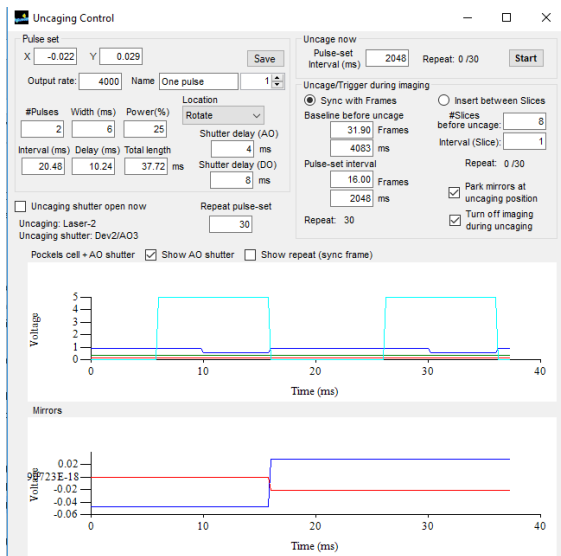 Uncaging Control
Pulse set
X -0.022 Y 0.029 Save
Output rate: 4000 Name One pulse 1
#Pulses Width (ms) Power(%) Location
2 6 25 Rotate
Shutter delay (AO)
4 ms
Interval (ms) Delay (ms) Total length
20.48 10.24 37.72 ms
Shutter delay (DO)
8 ms
Uncaging shutter open now
Repeat pulse-set
30
Uncaging: Laser-2
Uncaging shutter: Dev2/AO3
Uncage now
Pulse-set Interval (ms) 2048 Repeat: 0 /30 Start
Uncaging/Trigger during imaging
Sync with Frames
Baseline before uncage
31.90 Frames
4083 ms
Pulse-set interval
16.00 Frames
2048 ms
Repeat: 30
Insert between Slices
#Slices before uncage: 8
Interval (Slice): 1
Repeat: 0 /30
Park mirrors at uncaging position
Turn off imaging during uncaging
Pockels cell + AO shutter Show AO shutter Show repeat (sync frame)
Voltage
5
4
3
2
1
0
0 10 20 30 40
Time (ms)
Mirrors
Voltage
0.02
90723E-18
-0.02
-0.04
-0.06
0 10 20 30 40
Time (ms)